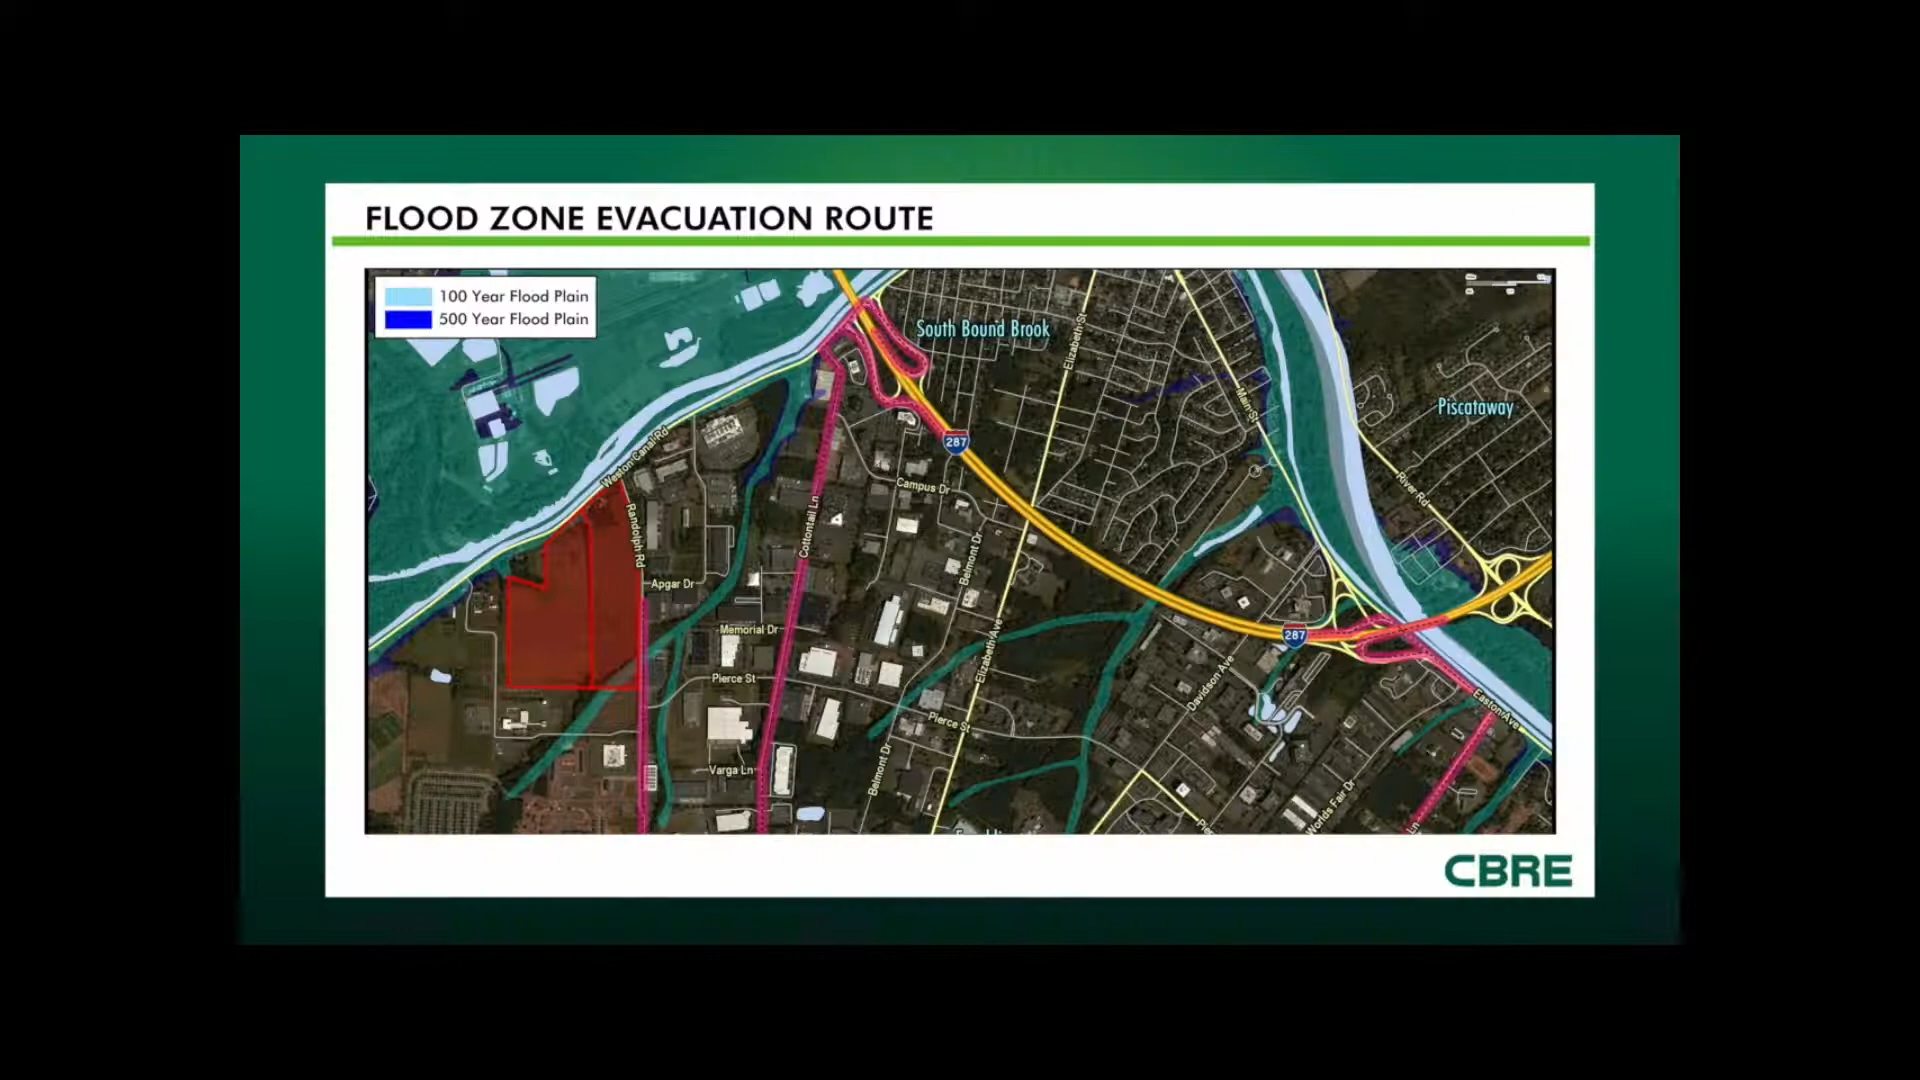 FLOOD ZONE EVACUATION ROUTE
100 Year Flood Plain
500 Year Flood Plain
South Bound Brook
Elizabeth St
Main St
Piscataway
287
Weston Canal Rd
Campus Dr
River Rd
Randolph Rd
Cottontail Ln
Belmont Dr
Apgar Dr
Memorial Dr
287
Elizabeth Ave
Pierce St
Davidson Ave
Easton Ave
Pierce St
Varga Ln
Belmont Dr
Worlds Fair Dr
Ln
CBRE